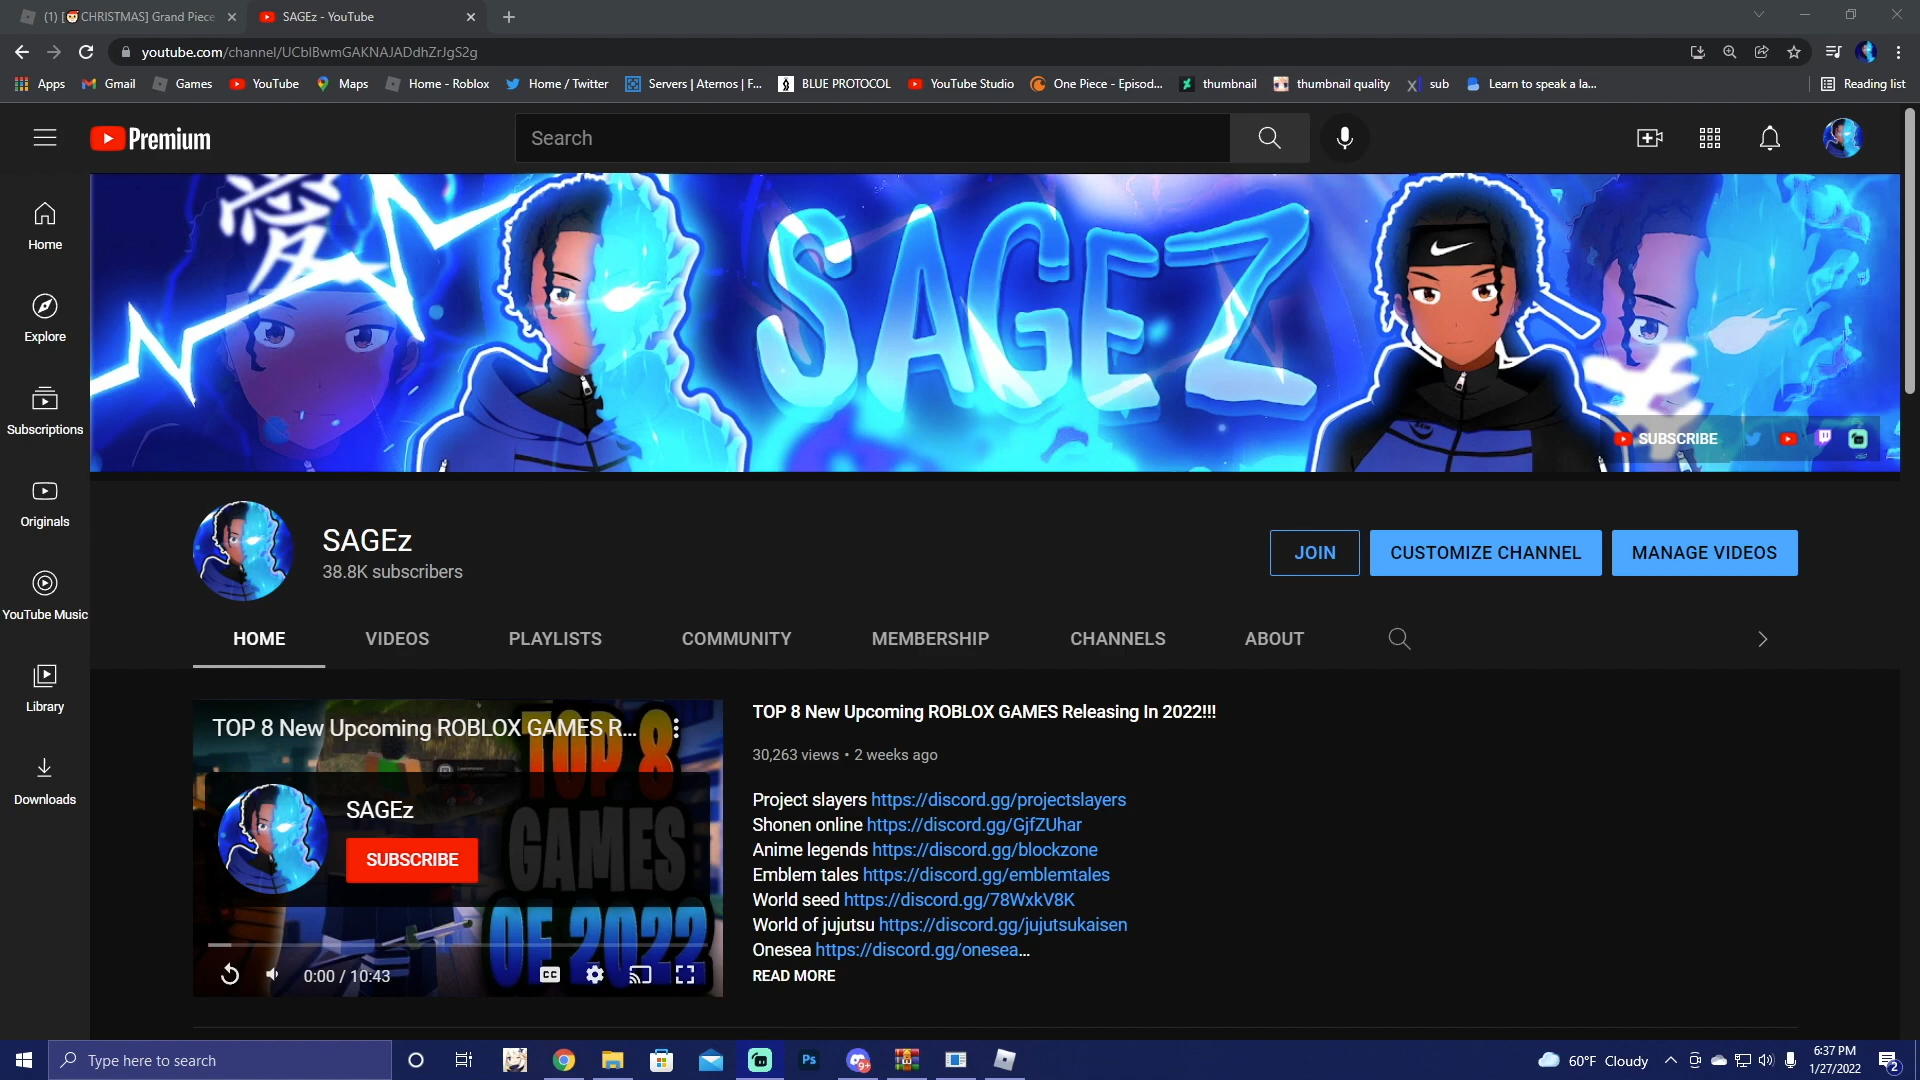 (1) [🎅CHRISTMAS] Grand Piece
SAGEz - YouTube
youtube.com/channel/UCblBwmGAKNAJADdhZrJgS2g
Apps
Gmail
Games
YouTube
Maps
Home - Roblox
Home / Twitter
Servers | Aternos | F...
BLUE PROTOCOL
YouTube Studio
One Piece - Episod...
thumbnail
thumbnail quality
sub
Learn to speak a la...
Reading list
Premium
Search
愛
SAGEZ
SUBSCRIBE
Home
Explore
Subscriptions
Originals
YouTube Music
Library
Downloads
SAGEz
38.8K subscribers
JOIN
CUSTOMIZE CHANNEL
MANAGE VIDEOS
HOME
VIDEOS
PLAYLISTS
COMMUNITY
MEMBERSHIP
CHANNELS
ABOUT
TOP 8 New Upcoming ROBLOX GAMES R...
TOP 8
GAMES
OF 2022
SAGEz
SUBSCRIBE
0:00 / 10:43
CC
TOP 8 New Upcoming ROBLOX GAMES Releasing In 2022!!!
30,263 views • 2 weeks ago
Project slayers https://discord.gg/projectslayers
Shonen online https://discord.gg/GjfZUhar
Anime legends https://discord.gg/blockzone
Emblem tales https://discord.gg/emblemtales
World seed https://discord.gg/78WxkV8K
World of jujutsu https://discord.gg/jujutsukaisen
Onesea https://discord.gg/onesea...
READ MORE
Type here to search
Ps
9+
60°F Cloudy
6:37 PM
1/27/2022
2